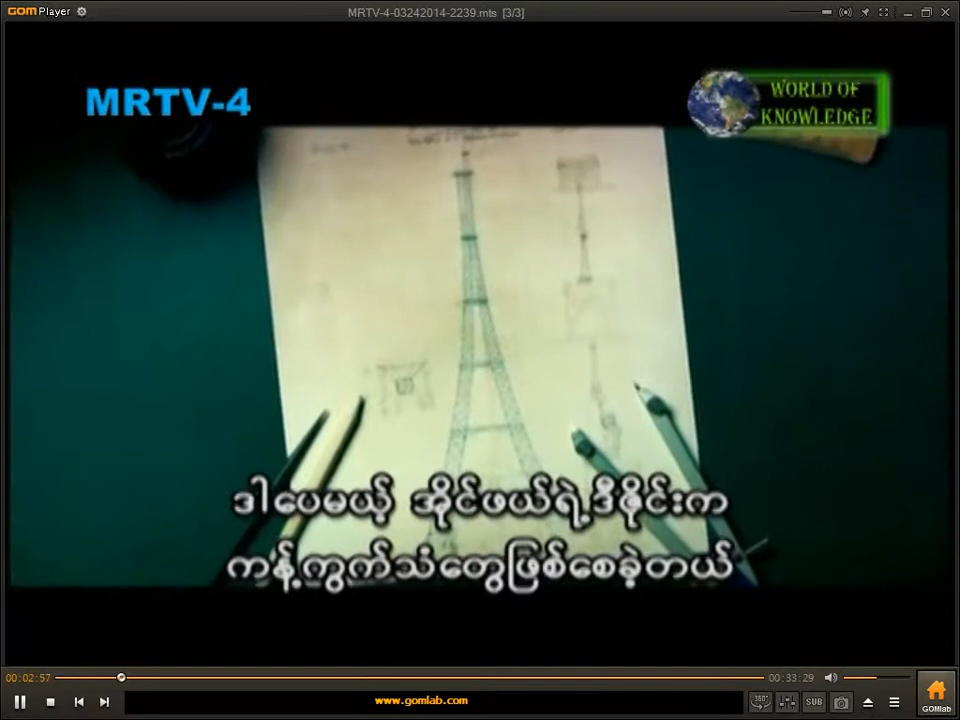 GOM Player
MRTV-4-03242014-2239.mts [3/3]
MRTV-4
WORLD OF
KNOWLEDGE
ဒါပေမယ့် အိုင်ဖယ်ရဲ့ဒီဇိုင်းက
ကန့်ကွက်သံတွေဖြစ်စေခဲ့တယ်
00:02:57
00:33:29
www.gomlab.com
360°
SUB
GOMlab